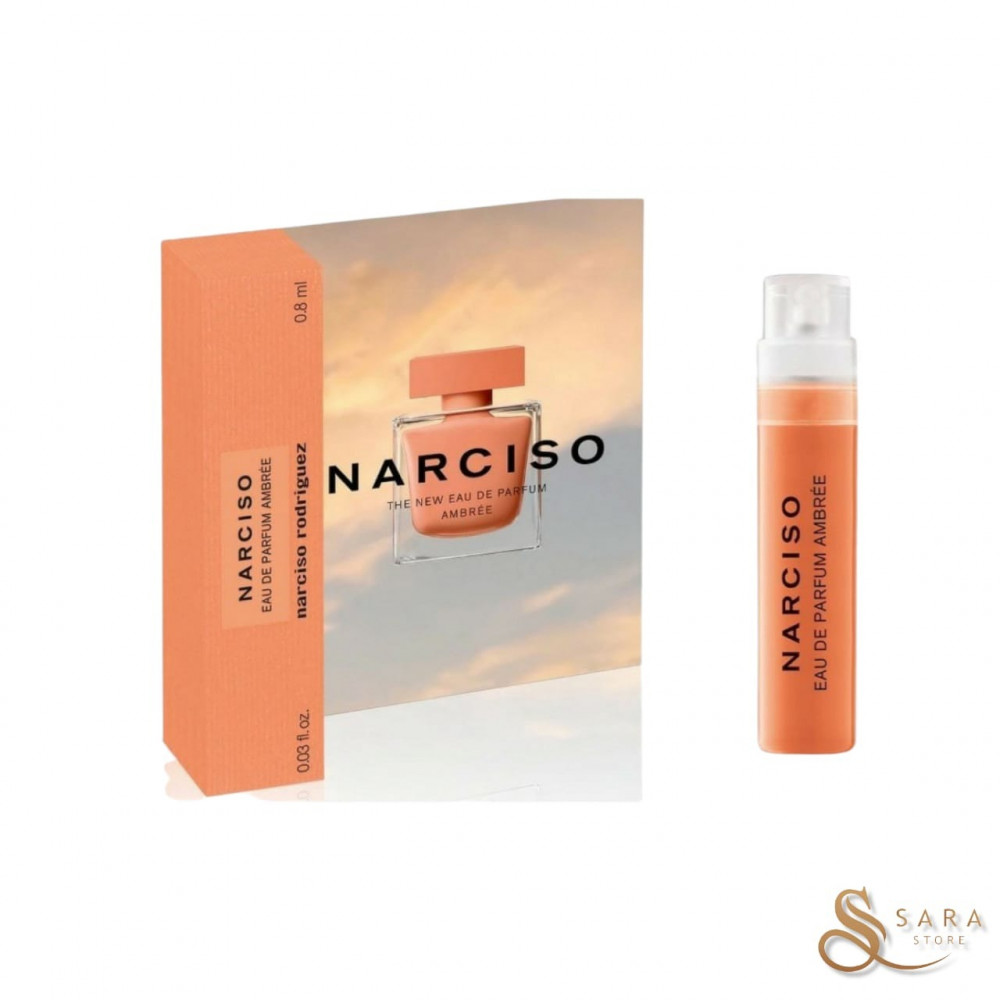 0.8 ml
narciso rodriguez
0.03 fl.oz.
NARCISO
EAU DE PARFUM AMBRÉE
NARCISO
THE NEW EAU DE PARFUM
AMBRÉE
NARCISO
EAU DE PARFUM AMBRÉE
SARA
STORE